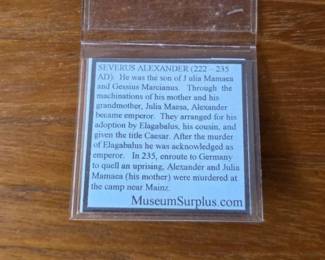 SEVERUS ALEXANDER (222 - 235
AD). He was the son of Julia Mamaea
and Gessius Marcianus. Through the
machinations of his mother and his
grandmother, Julia Maesa, Alexander
became emperor. They arranged for his
adoption by Elagabalus, his cousin, and
given the title Caesar. After the murder
of Elagabalus he was acknowledged as
emperor. In 235, enroute to Germany
to quell an uprising, Alexander and Julia
Mamaea (his mother) were murdered at
the camp near Mainz.
MuseumSurplus.com